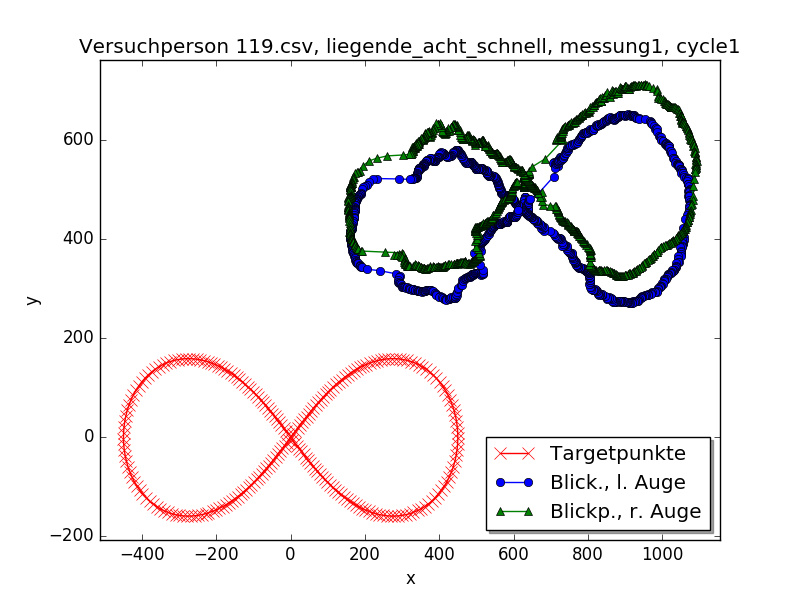 Versuchperson 119.csv, liegende_acht_schnell, messung1, cycle1
600
400
200
0
−200
y
−400
−200
0
200
400
600
800
1000
x
Targetpunkte
Blick., l. Auge
Blickp., r. Auge